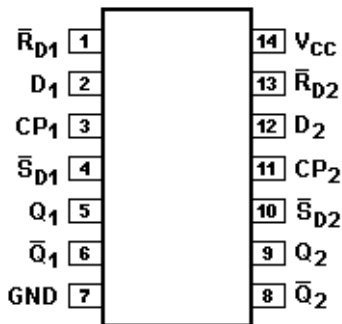 R̅D1 1 14 VCC
D1 2 13 R̅D2
CP1 3 12 D2
S̅D1 4 11 CP2
Q1 5 10 S̅D2
Q̅1 6 9 Q2
GND 7 8 Q̅2